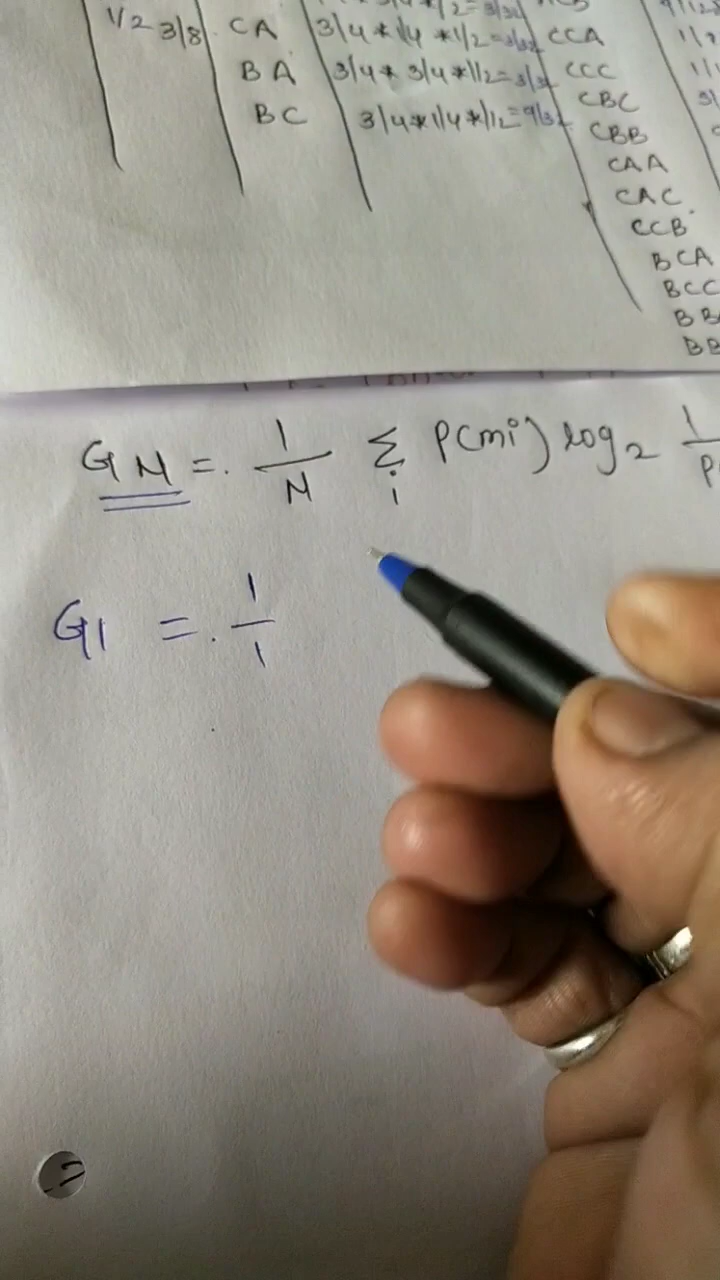 1/2 3/8 CA 3/4 * 1/4 * 1/2 = 3/32 CCA
BA 3/4 * 3/4 * 1/2 = 3/32 CCC
BC 3/4 * 1/4 * 1/2 = 9/32 CBC
CBB
CAA
CAC
CCB
BCA
BCC
GN = 1/N Σ i P(mi) log2 1/P
G1 = 1/1